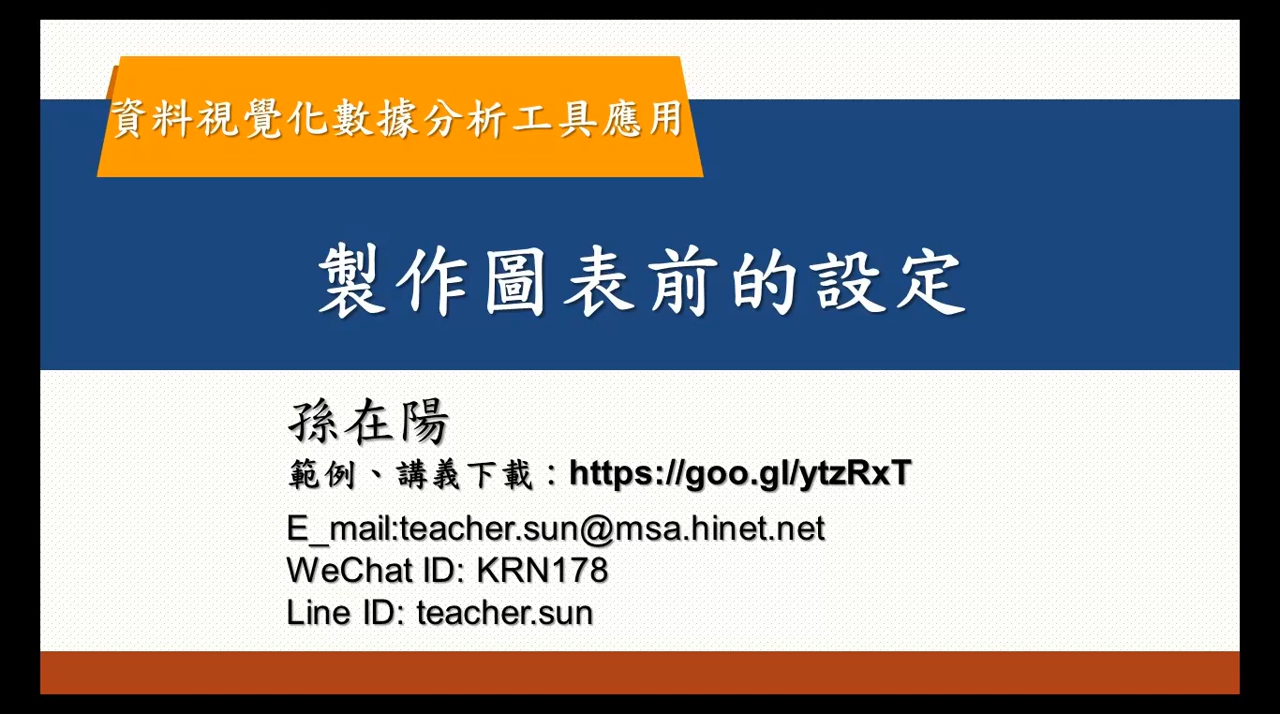 資料視覺化數據分析工具應用
製作圖表前的設定
孫在陽
範例、講義下載：https://goo.gl/ytzRxT
E_mail:teacher.sun@msa.hinet.net
WeChat ID: KRN178
Line ID: teacher.sun